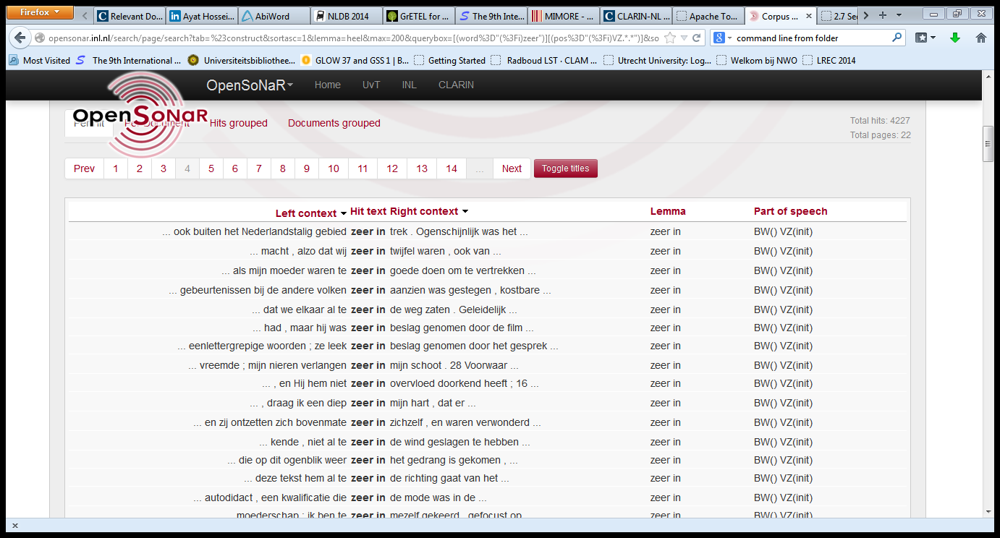 Firefox
Relevant Do... Ayat Hossei... AbiWord NLDB 2014 GrETEL for ... The 9th Inte... MIMORE - ... CLARIN-NL ... Apache To... Corpus ... 2.7 Sec
opensonar.inl.nl/search/page/search?tab=%23construct&sortasc=1&lemma=heel&max=200&querybox=[(word%3D"(%3Fi)zeer")][(pos%3D"(%3Fi)VZ.*.*")]&so command line from folder
Most Visited The 9th International ... Universiteitsbibliothee... GLOW 37 and GSS 1 | B... Getting Started Radboud LST - CLAM ... Utrecht University: Log... Welkom bij NWO LREC 2014
OpenSoNaR Home UvT INL CLARIN
OpenSoNaR
Per Hit Per Document Hits grouped Documents grouped
Total hits: 4227
Total pages: 22
Prev 1 2 3 4 5 6 7 8 9 10 11 12 13 14 ... Next Toggle titles
Left context Hit text Right context Lemma Part of speech
... ook buiten het Nederlandstalig gebied zeer in trek . Ogenschijnlijk was het ... zeer in BW() VZ(init)
... macht , alzo dat wij zeer in twijfel waren , ook van ... zeer in BW() VZ(init)
... als mijn moeder waren te zeer in goede doen om te vertrekken ... zeer in BW() VZ(init)
... gebeurtenissen bij de andere volken zeer in aanzien was gestegen , kostbare ... zeer in BW() VZ(init)
... dat we elkaar al te zeer in de weg zaten . Geleidelijk ... zeer in BW() VZ(init)
... had , maar hij was zeer in beslag genomen door de film ... zeer in BW() VZ(init)
... eenlettergrepige woorden ; ze leek zeer in beslag genomen door het gesprek ... zeer in BW() VZ(init)
... vreemde ; mijn nieren verlangen zeer in mijn schoot . 28 Voorwaar ... zeer in BW() VZ(init)
... , en Hij hem niet zeer in overvloed doorkend heeft ; 16 ... zeer in BW() VZ(init)
... , draag ik een diep zeer in mijn hart , dat er ... zeer in BW() VZ(init)
... en zij ontzetten zich bovenmate zeer in zichzelf , en waren verwonderd ... zeer in BW() VZ(init)
... kende , niet al te zeer in de wind geslagen te hebben ... zeer in BW() VZ(init)
... die op dit ogenblik weer zeer in het gedrang is gekomen , ... zeer in BW() VZ(init)
... deze tekst hem al te zeer in de richting gaat van het ... zeer in BW() VZ(init)
... autodidact , een kwalificatie die zeer in de mode was in de ... zeer in BW() VZ(init)
moederschap ; ik ben te zeer in mezelf gekeerd , gefocust op zeer in BW() VZ(init)